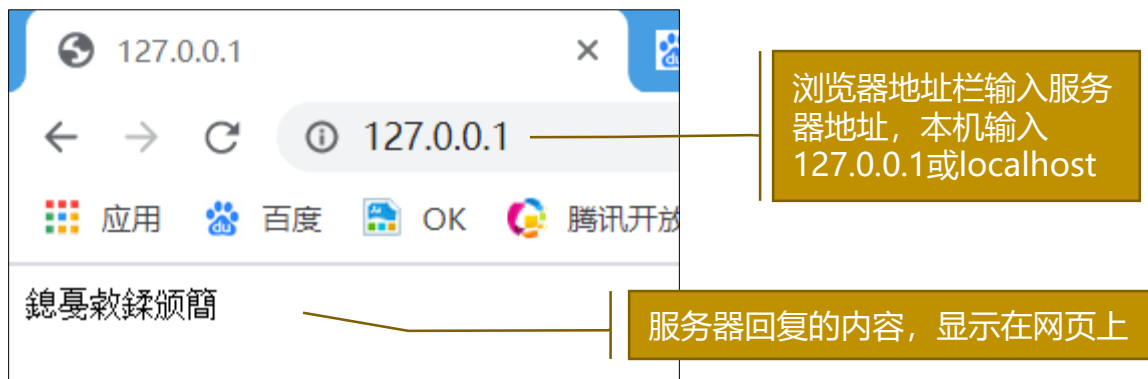 127.0.0.1
127.0.0.1
应用 百度 OK 腾讯开放
鎴戞敹鍒颁簡
浏览器地址栏输入服务
器地址，本机输入
127.0.0.1或localhost
服务器回复的内容，显示在网页上